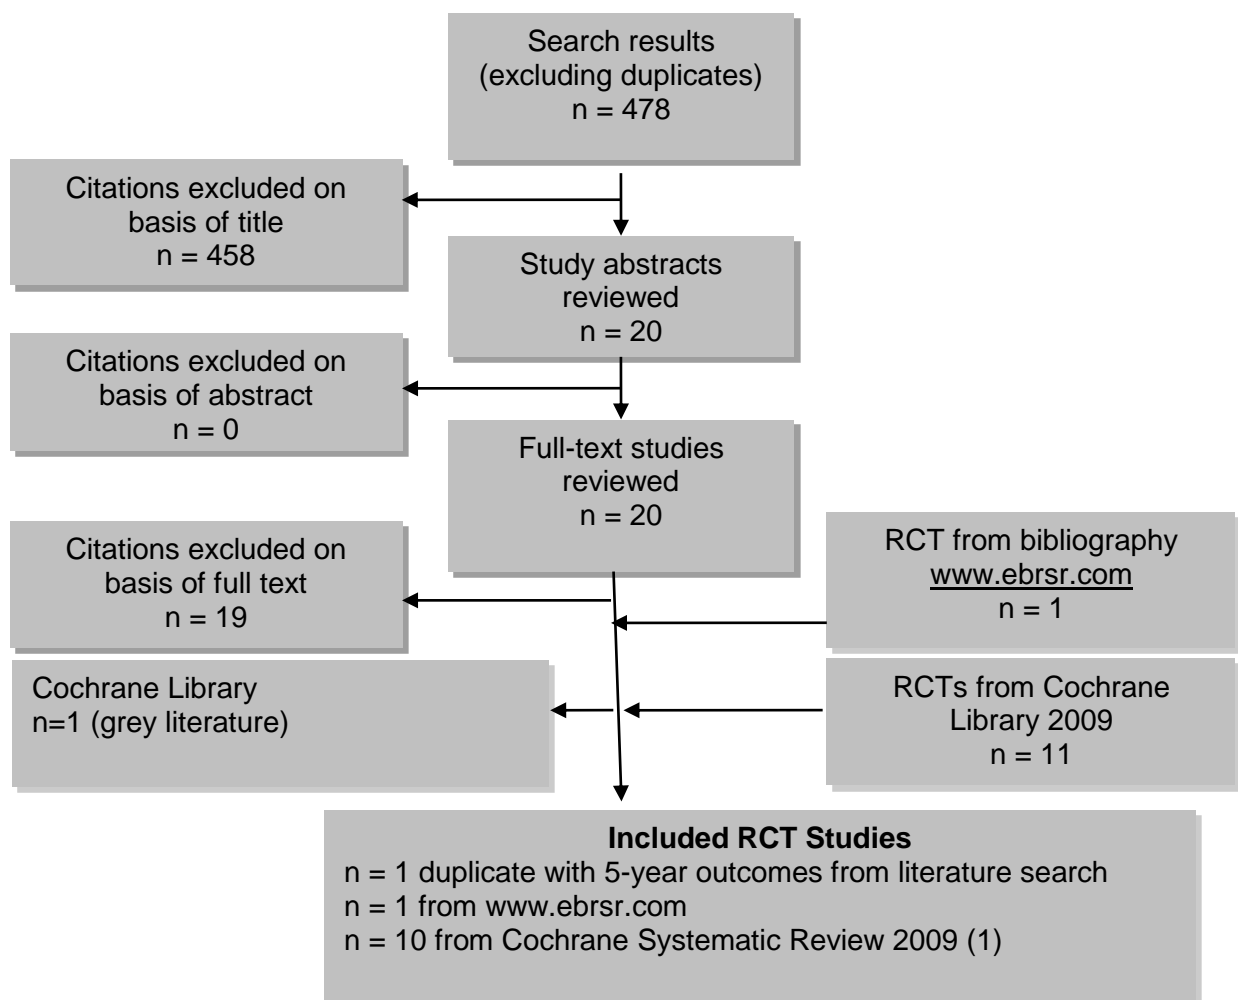 Search results
(excluding duplicates)
n = 478
Citations excluded on
basis of title
n = 458
Study abstracts
reviewed
n = 20
Citations excluded on
basis of abstract
n = 0
Full-text studies
reviewed
n = 20
Citations excluded on
basis of full text
n = 19
RCT from bibliography
www.ebrsr.com
n = 1
Cochrane Library
n=1 (grey literature)
RCTs from Cochrane
Library 2009
n = 11
Included RCT Studies
n = 1 duplicate with 5-year outcomes from literature search
n = 1 from www.ebrsr.com
n = 10 from Cochrane Systematic Review 2009 (1)